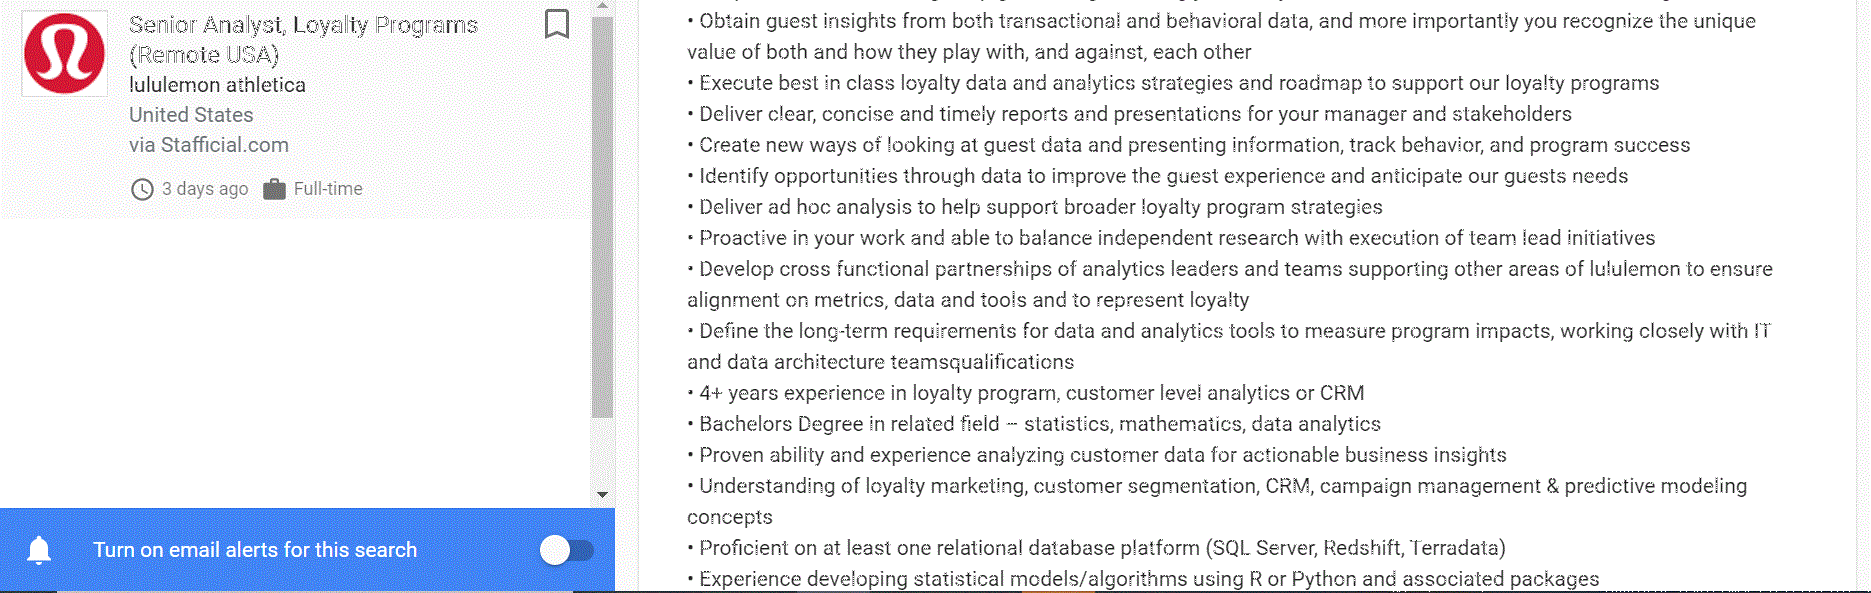 Senior Analyst, Loyalty Programs
(Remote USA)
lululemon athletica
United States
via Stafficial.com
3 days ago Full-time
Turn on email alerts for this search
• Obtain guest insights from both transactional and behavioral data, and more importantly you recognize the unique
value of both and how they play with, and against, each other
• Execute best in class loyalty data and analytics strategies and roadmap to support our loyalty programs
• Deliver clear, concise and timely reports and presentations for your manager and stakeholders
• Create new ways of looking at guest data and presenting information, track behavior, and program success
• Identify opportunities through data to improve the guest experience and anticipate our guests needs
• Deliver ad hoc analysis to help support broader loyalty program strategies
• Proactive in your work and able to balance independent research with execution of team lead initiatives
• Develop cross functional partnerships of analytics leaders and teams supporting other areas of lululemon to ensure
alignment on metrics, data and tools and to represent loyalty
• Define the long-term requirements for data and analytics tools to measure program impacts, working closely with IT
and data architecture teamsqualifications
• 4+ years experience in loyalty program, customer level analytics or CRM
• Bachelors Degree in related field – statistics, mathematics, data analytics
• Proven ability and experience analyzing customer data for actionable business insights
• Understanding of loyalty marketing, customer segmentation, CRM, campaign management & predictive modeling
concepts
• Proficient on at least one relational database platform (SQL Server, Redshift, Terradata)
• Experience developing statistical models/algorithms using R or Python and associated packages